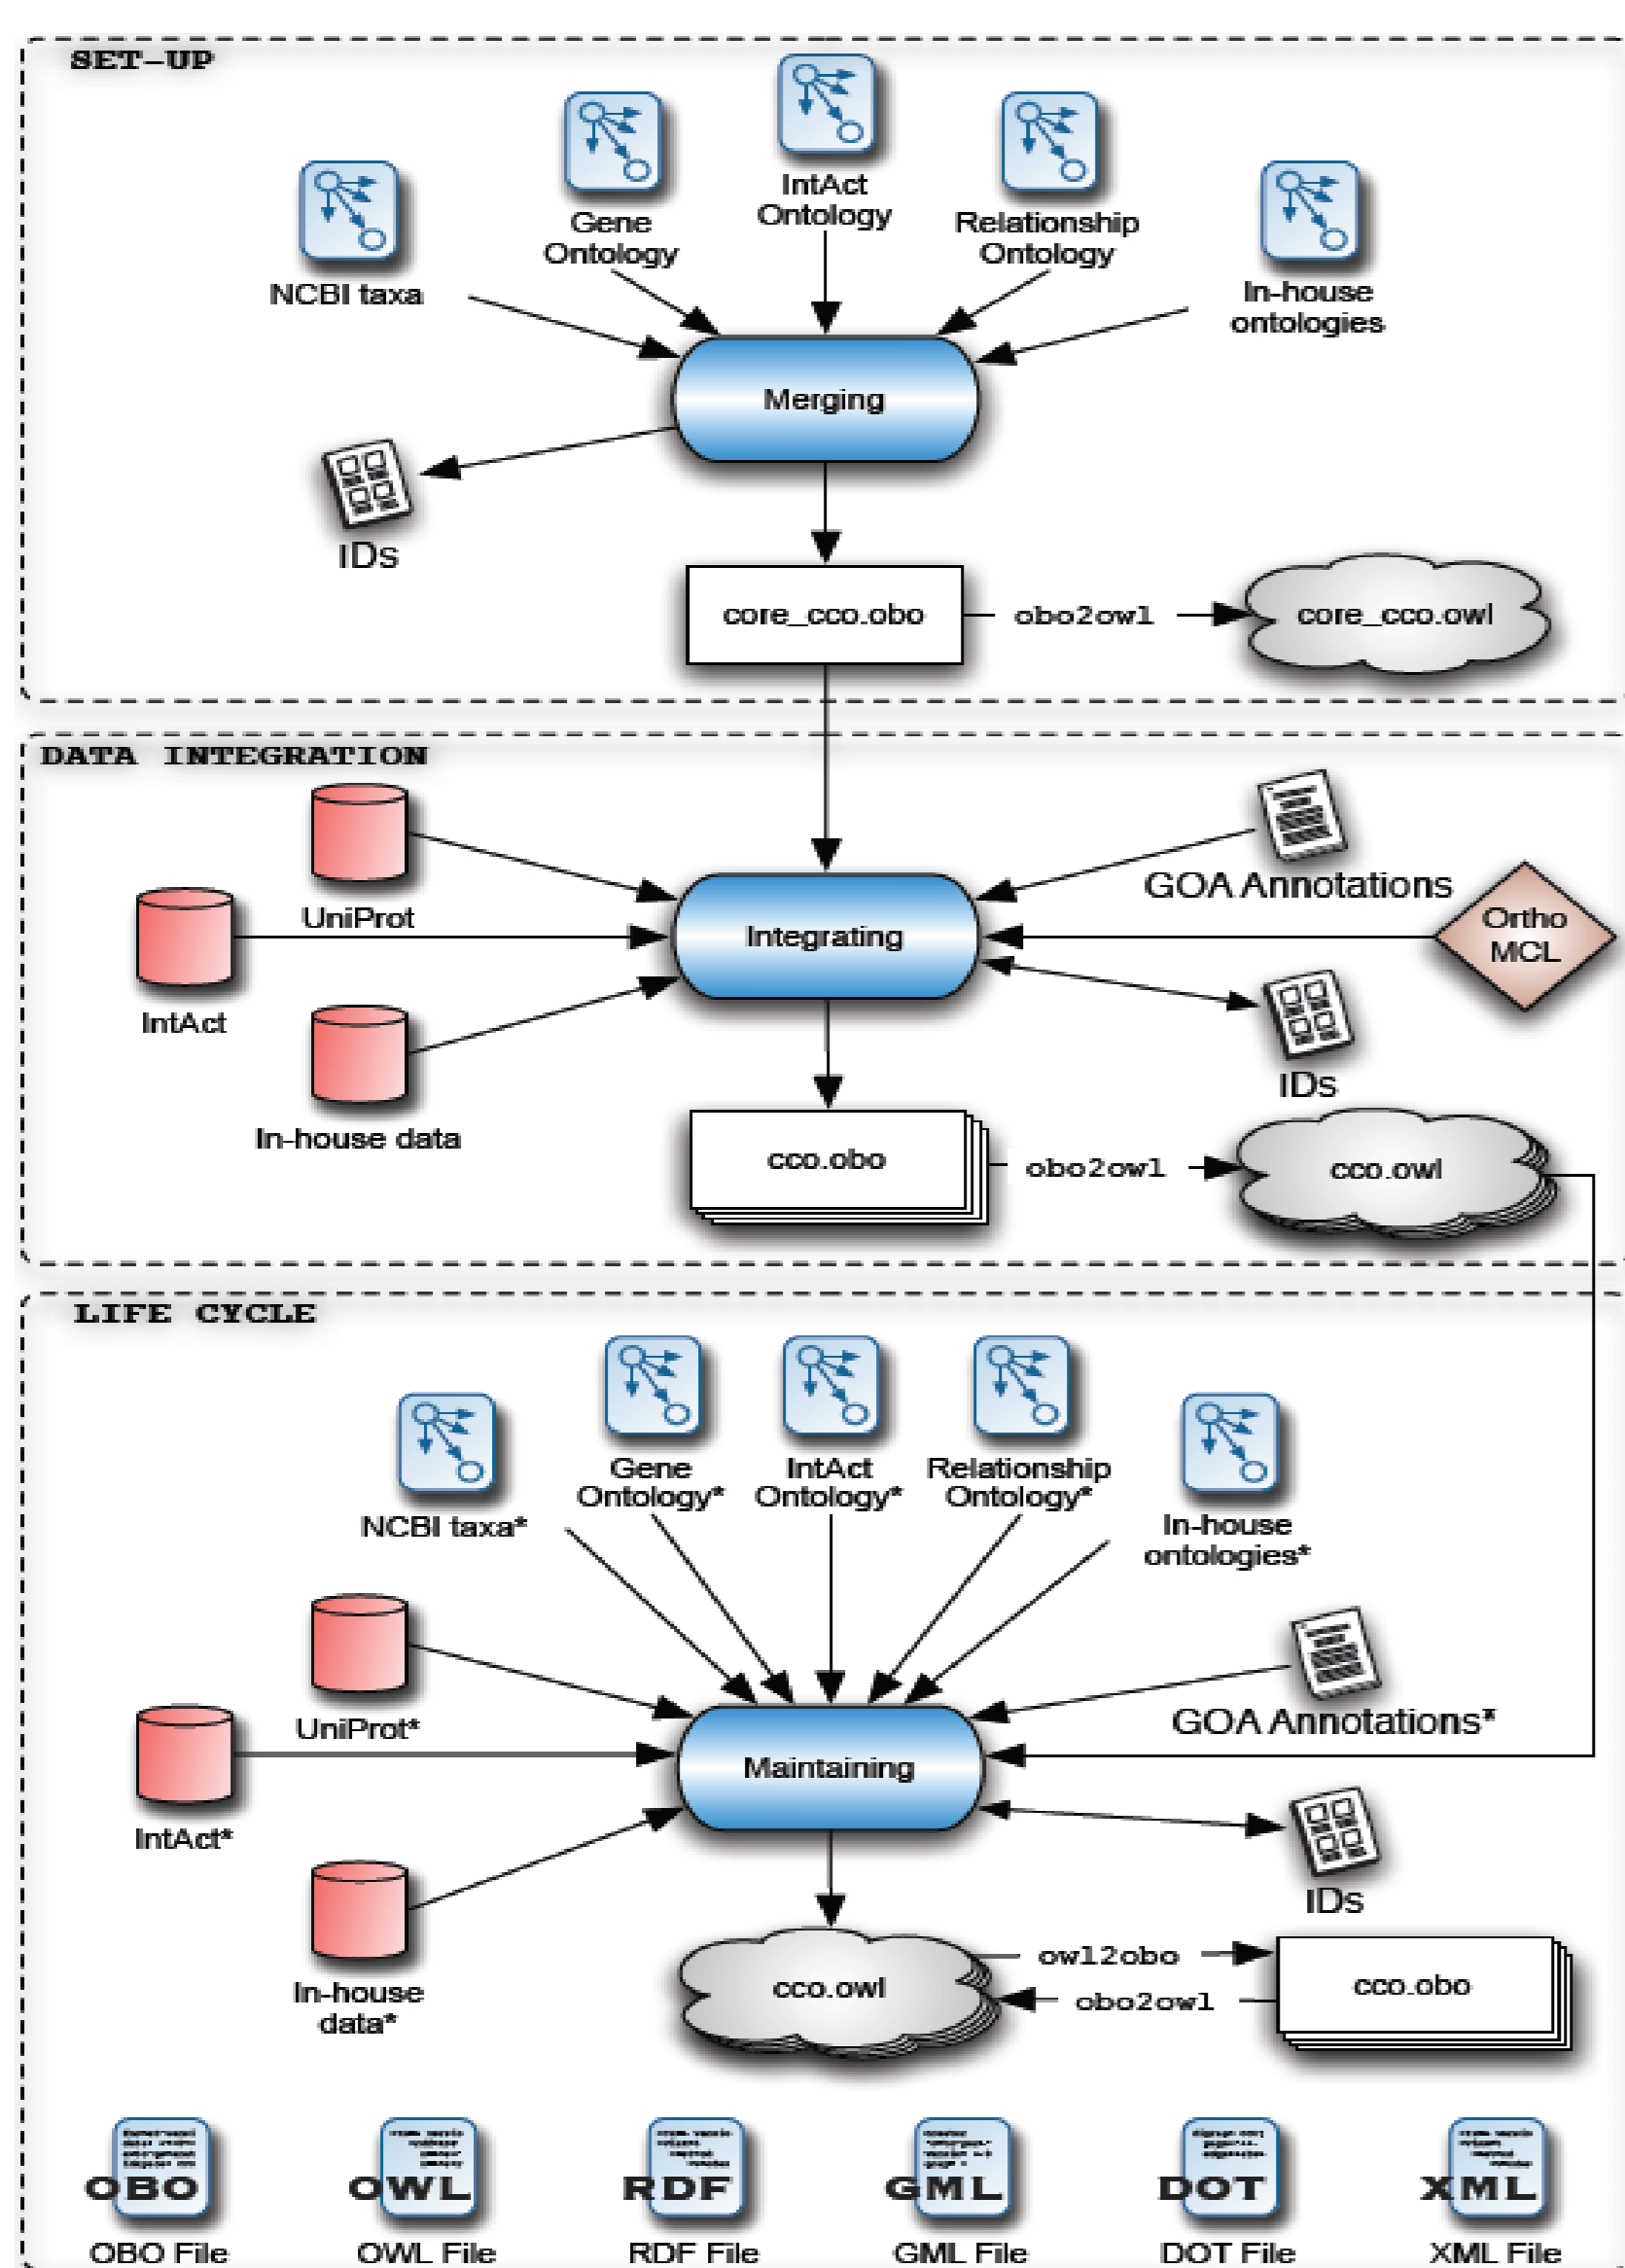 SET-UP
IntAct
Ontology
Gene
Ontology
Relationship
Ontology
NCBI taxa
In-house
ontologies
Merging
IDs
core_cco.obo
obo2owl
core_cco.owl
DATA INTEGRATION
UniProt
GOA Annotations
Ortho
MCL
Integrating
IntAct
IDs
In-house data
cco.obo
obo2owl
cco.owl
LIFE CYCLE
Gene
Ontology*
IntAct
Ontology*
Relationship
Ontology*
NCBI taxa*
In-house
ontologies*
UniProt*
GOA Annotations*
Maintaining
IntAct*
IDs
In-house
data*
cco.owl
owl2obo
obo2owl
cco.obo
OBO
OWL
RDF
GML
DOT
XML
OBO File
OWL File
RDF File
GML File
DOT File
XML File